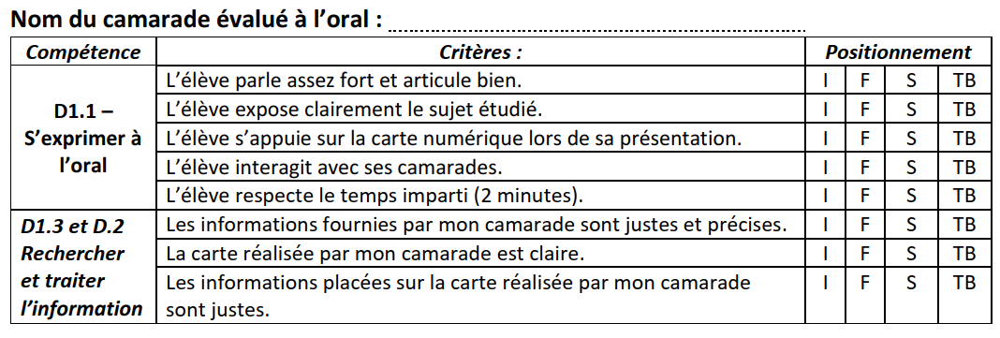 Nom du camarade évalué à l’oral : ......................................................
Compétence Critères : Positionnement
D1.1 –
S’exprimer à
l’oral
L’élève parle assez fort et articule bien. I F S TB
L’élève expose clairement le sujet étudié. I F S TB
L’élève s’appuie sur la carte numérique lors de sa présentation. I F S TB
L’élève interagit avec ses camarades. I F S TB
L’élève respecte le temps imparti (2 minutes). I F S TB
D1.3 et D.2
Rechercher
et traiter
l’information
Les informations fournies par mon camarade sont justes et précises. I F S TB
La carte réalisée par mon camarade est claire. I F S TB
Les informations placées sur la carte réalisée par mon camarade I F S TB
sont justes.